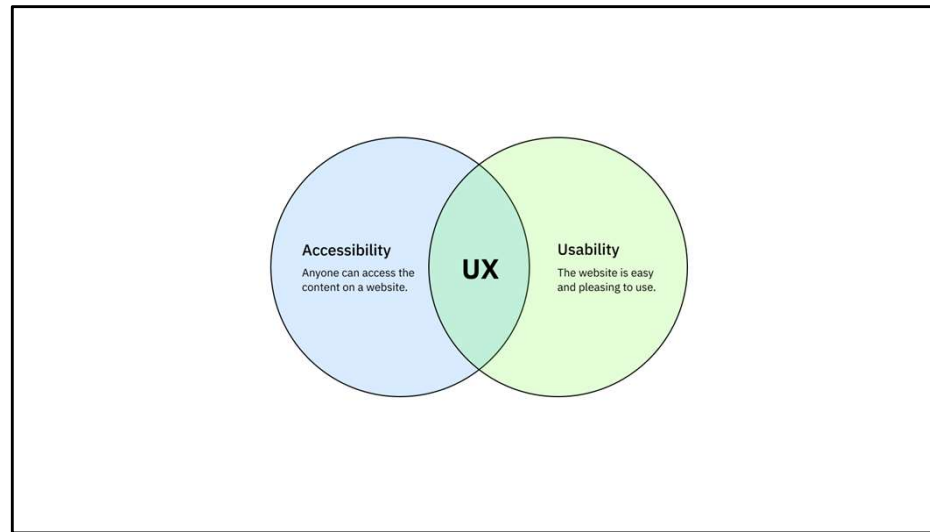 Accessibility
Anyone can access the
content on a website.
UX
Usability
The website is easy
and pleasing to use.